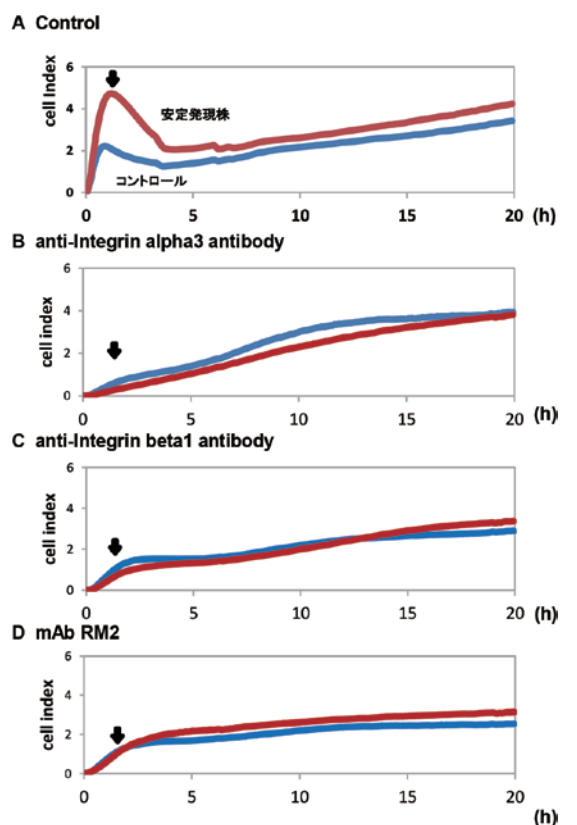 A Control
cell Index
6
4
2
0
安定発現株
コントロール
0 5 10 15 20 (h)
B anti-Integrin alpha3 antibody
cell index
6
4
2
0
0 5 10 15 20 (h)
C anti-Integrin beta1 antibody
cell index
6
4
2
0
0 5 10 15 20 (h)
D mAb RM2
cell index
6
4
2
0
0 5 10 15 20 (h)